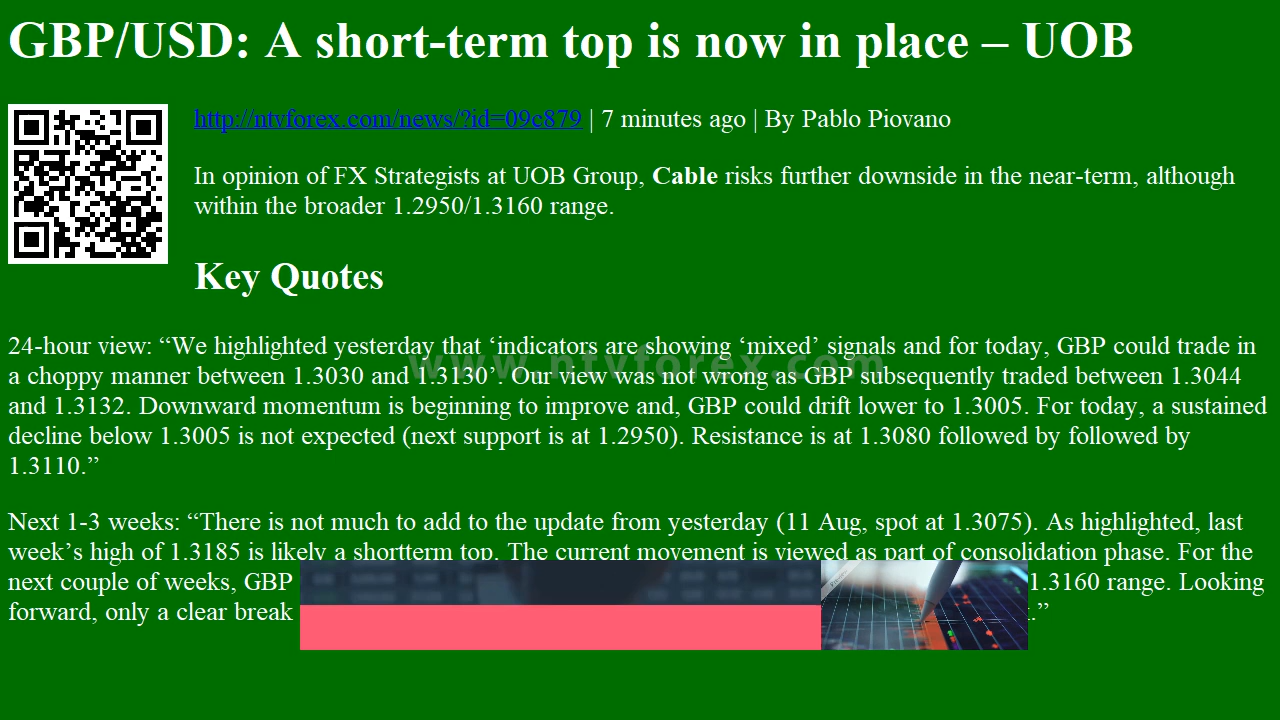 GBP/USD: A short-term top is now in place – UOB
http://ntvforex.com/news/?id=09c879 | 7 minutes ago | By Pablo Piovano
In opinion of FX Strategists at UOB Group, Cable risks further downside in the near-term, although
within the broader 1.2950/1.3160 range.
Key Quotes
24-hour view: “We highlighted yesterday that ‘indicators are showing ‘mixed’ signals and for today, GBP could trade in
www.ntvforex.com
a choppy manner between 1.3030 and 1.3130’. Our view was not wrong as GBP subsequently traded between 1.3044
and 1.3132. Downward momentum is beginning to improve and, GBP could drift lower to 1.3005. For today, a sustained
decline below 1.3005 is not expected (next support is at 1.2950). Resistance is at 1.3080 followed by followed by
1.3110.”
Next 1-3 weeks: “There is not much to add to the update from yesterday (11 Aug, spot at 1.3075). As highlighted, last
week’s high of 1.3185 is likely a shortterm top. The current movement is viewed as part of consolidation phase. For the
next couple of weeks, GBP 1.3160 range. Looking
forward, only a clear break .”